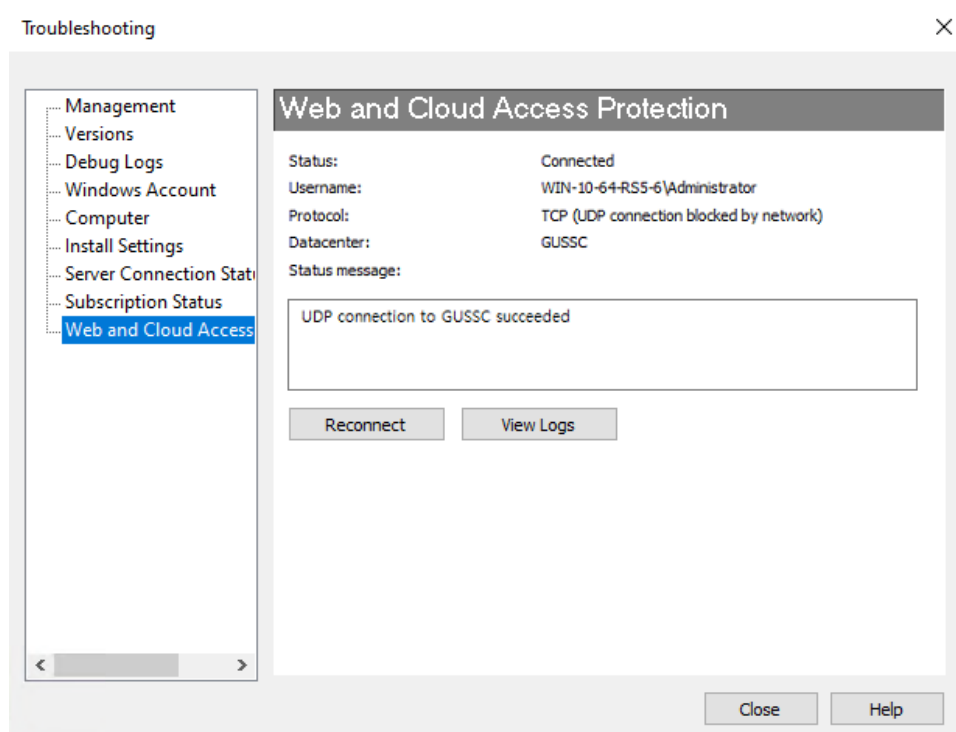 Troubleshooting
Management
Versions
Debug Logs
Windows Account
Computer
Install Settings
Server Connection Stat
Subscription Status
Web and Cloud Access
Web and Cloud Access Protection
Status: Connected
Username: WIN-10-64-RS5-6\Administrator
Protocol: TCP (UDP connection blocked by network)
Datacenter: GUSSC
Status message:
UDP connection to GUSSC succeeded
Reconnect View Logs
Close Help